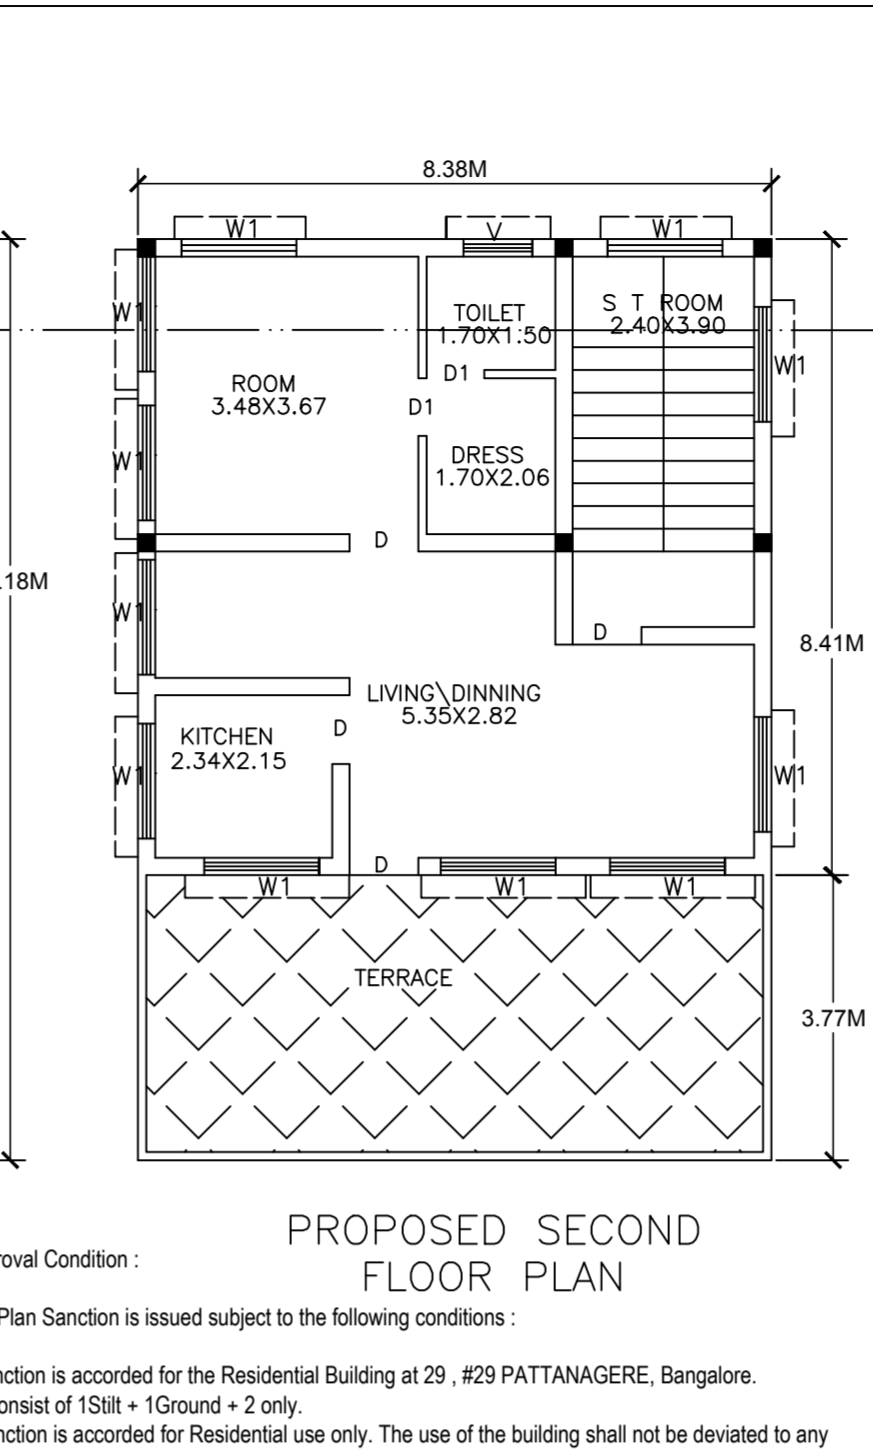 8.38M
W1
V
W1
W1
TOILET
1.70X1.50
S T ROOM
2.40X3.90
W1
D1
ROOM
3.48X3.67
D1
W1
DRESS
1.70X2.06
D
.18M
W1
D
8.41M
LIVING\DINNING
5.35X2.82
KITCHEN
2.34X2.15
D
W1
W1
D
W1
W1
W1
TERRACE
3.77M
PROPOSED SECOND
FLOOR PLAN
roval Condition :
Plan Sanction is issued subject to the following conditions :
nction is accorded for the Residential Building at 29 , #29 PATTANAGERE, Bangalore.
onsist of 1Stilt + 1Ground + 2 only.
nction is accorded for Residential use only. The use of the building shall not be deviated to any